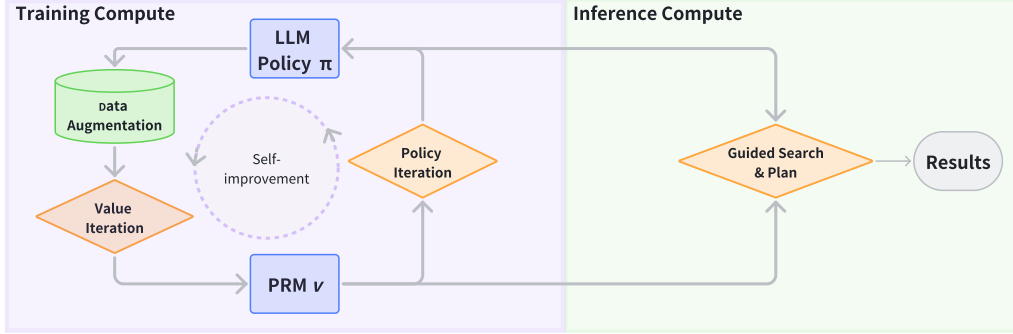 Training Compute
Inference Compute
LLM
Policy π
Data
Augmentation
Self-
improvement
Policy
Iteration
Guided Search
& Plan
Results
Value
Iteration
PRM v